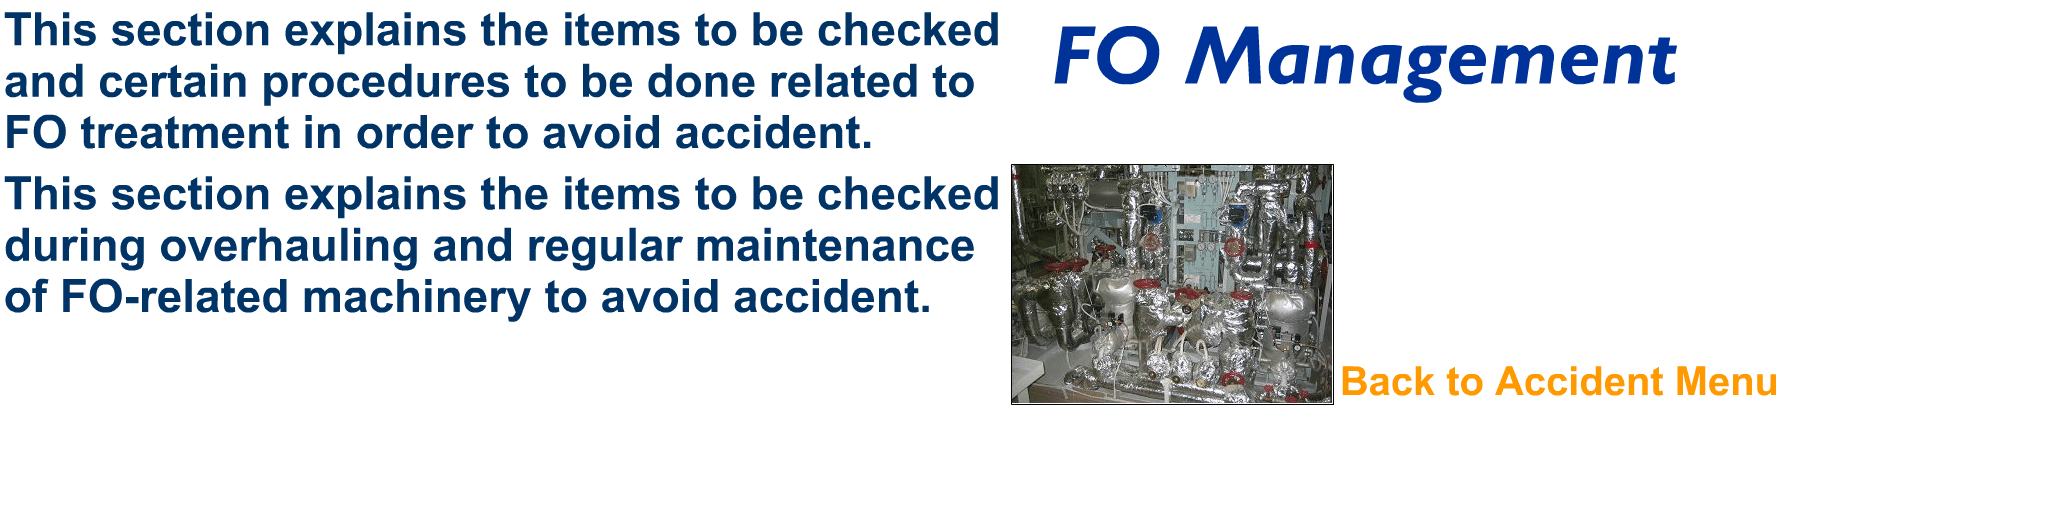 This section explains the items to be checked
and certain procedures to be done related to
FO treatment in order to avoid accident.
This section explains the items to be checked
during overhauling and regular maintenance
of FO-related machinery to avoid accident.
FO Management
Back to Accident Menu